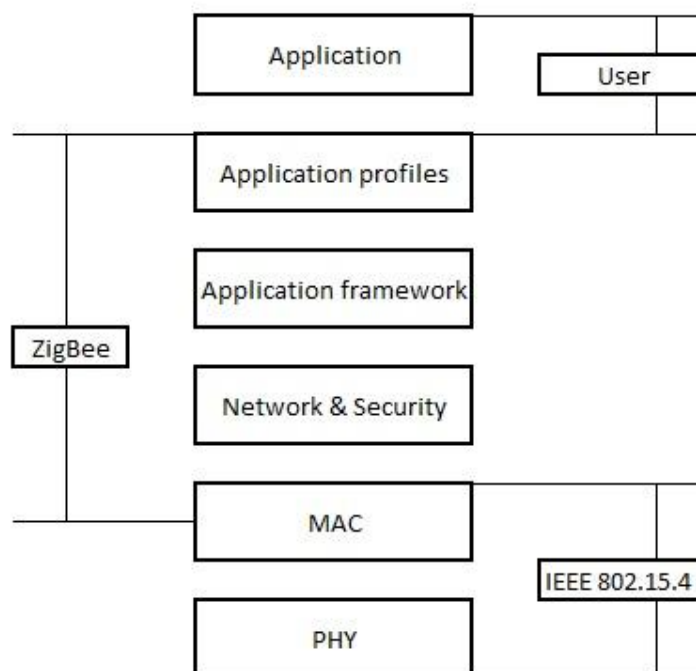 Application
User
Application profiles
Application framework
ZigBee
Network & Security
MAC
IEEE 802.15.4
PHY